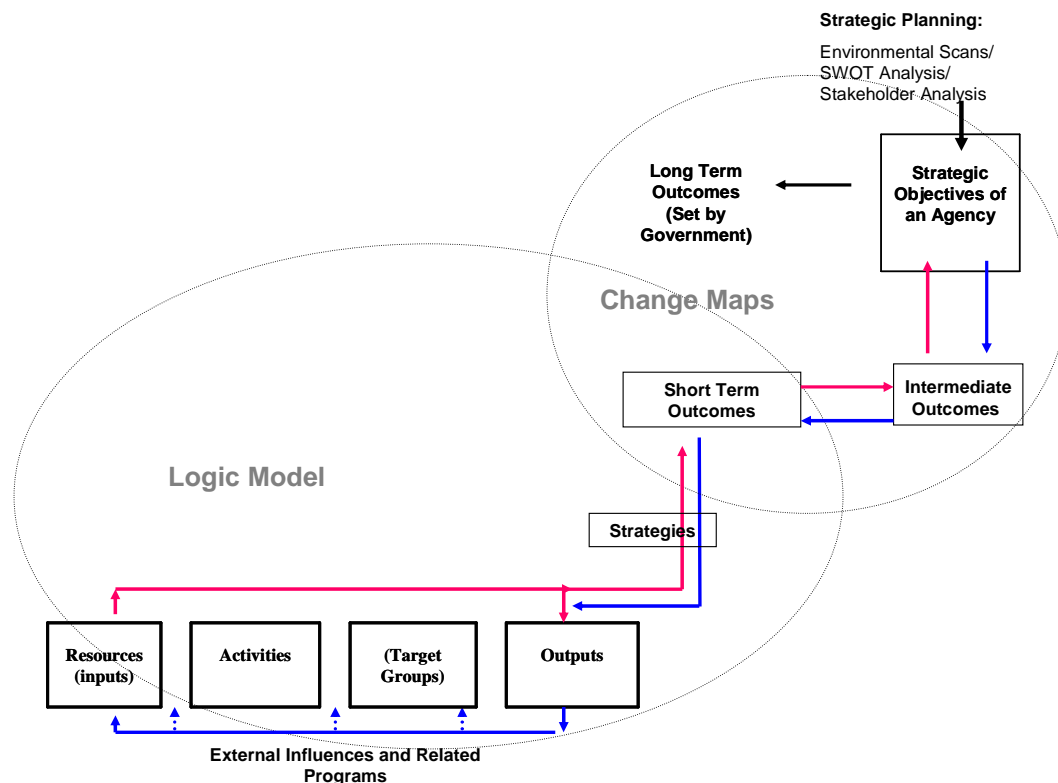 Strategic Planning:
Environmental Scans/
SWOT Analysis/
Stakeholder Analysis
Long Term
Outcomes
(Set by
Government)
Strategic
Objectives of
an Agency
Change Maps
Short Term
Outcomes
Intermediate
Outcomes
Logic Model
Strategies
Resources
(inputs)
Activities
(Target
Groups)
Outputs
External Influences and Related
Programs